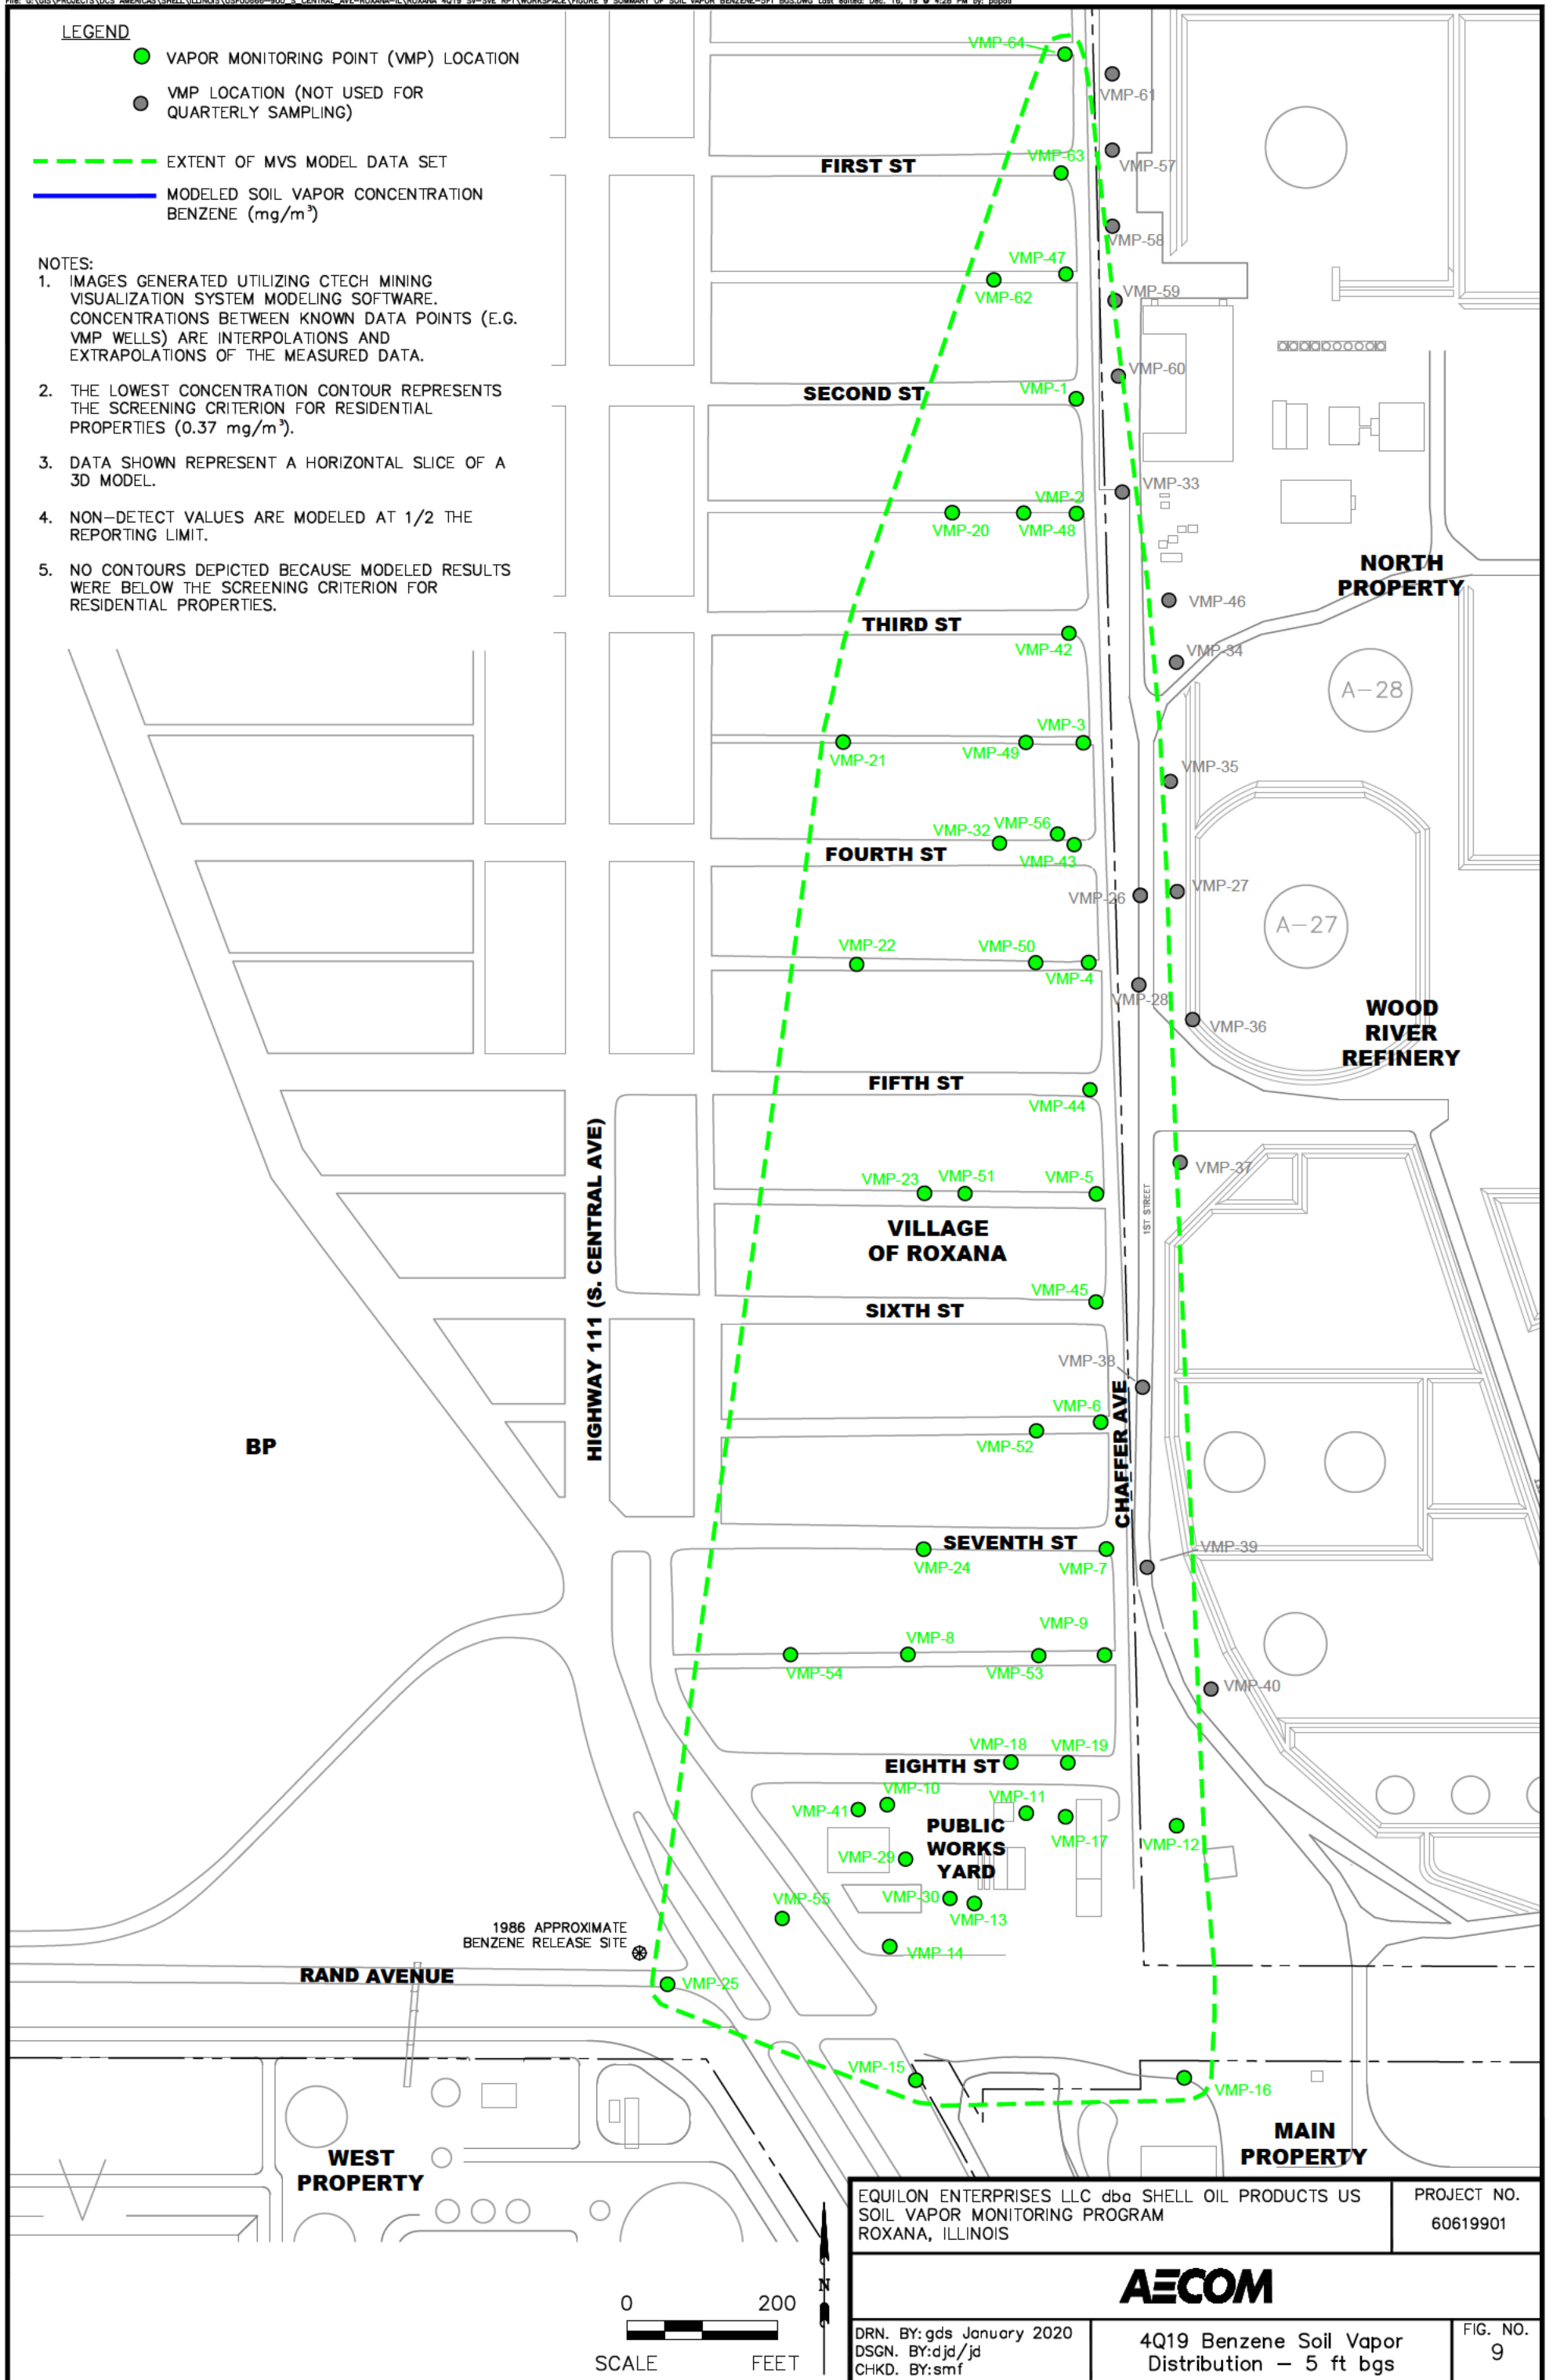 File: G:\GIS\PROJECTS\DCS AMERICAS\SHELL\ILLINOIS\
Last edited: Dec. 16, 19 @ 4:28 PM by:
LEGEND
VAPOR MONITORING POINT (VMP) LOCATION
VMP LOCATION (NOT USED FOR
QUARTERLY SAMPLING)
EXTENT OF MVS MODEL DATA SET
MODELED SOIL VAPOR CONCENTRATION
BENZENE (mg/m³)
NOTES:
1. IMAGES GENERATED UTILIZING CTECH MINING
VISUALIZATION SYSTEM MODELING SOFTWARE.
CONCENTRATIONS BETWEEN KNOWN DATA POINTS (E.G.
VMP WELLS) ARE INTERPOLATIONS AND
EXTRAPOLATIONS OF THE MEASURED DATA.
2. THE LOWEST CONCENTRATION CONTOUR REPRESENTS
THE SCREENING CRITERION FOR RESIDENTIAL
PROPERTIES (0.37 mg/m³).
3. DATA SHOWN REPRESENT A HORIZONTAL SLICE OF A
3D MODEL.
4. NON-DETECT VALUES ARE MODELED AT 1/2 THE
REPORTING LIMIT.
5. NO CONTOURS DEPICTED BECAUSE MODELED RESULTS
WERE BELOW THE SCREENING CRITERION FOR
RESIDENTIAL PROPERTIES.
VMP-64
VMP-61
VMP-63
VMP-57
FIRST ST
VMP-58
VMP-47
VMP-62
VMP-59
VMP-60
VMP-1
SECOND ST
VMP-33
VMP-2
VMP-20
VMP-48
NORTH
PROPERTY
VMP-46
THIRD ST
VMP-42
VMP-34
A-28
VMP-3
VMP-49
VMP-21
VMP-35
VMP-32
VMP-56
VMP-43
FOURTH ST
VMP-26
VMP-27
A-27
VMP-22
VMP-50
VMP-4
VMP-28
VMP-36
WOOD
RIVER
REFINERY
FIFTH ST
VMP-44
VMP-37
VMP-23
VMP-51
VMP-5
1ST STREET
HIGHWAY 111 (S. CENTRAL AVE)
VILLAGE
OF ROXANA
VMP-45
SIXTH ST
VMP-38
VMP-6
VMP-52
CHAFFER AVE
BP
SEVENTH ST
VMP-39
VMP-24
VMP-7
VMP-9
VMP-8
VMP-54
VMP-53
VMP-40
VMP-18
VMP-19
EIGHTH ST
VMP-10
VMP-11
VMP-41
PUBLIC
WORKS
YARD
VMP-17
VMP-12
VMP-29
VMP-55
VMP-30
VMP-13
1986 APPROXIMATE
BENZENE RELEASE SITE
VMP-14
RAND AVENUE
VMP-25
VMP-15
VMP-16
MAIN
PROPERTY
WEST
PROPERTY
EQUILON ENTERPRISES LLC dba SHELL OIL PRODUCTS US
SOIL VAPOR MONITORING PROGRAM
ROXANA, ILLINOIS
PROJECT NO.
60619901
AECOM
N
0 200
SCALE FEET
DRN. BY: gds January 2020
DSGN. BY: djd/jd
CHKD. BY: smf
4Q19 Benzene Soil Vapor
Distribution – 5 ft bgs
FIG. NO.
9